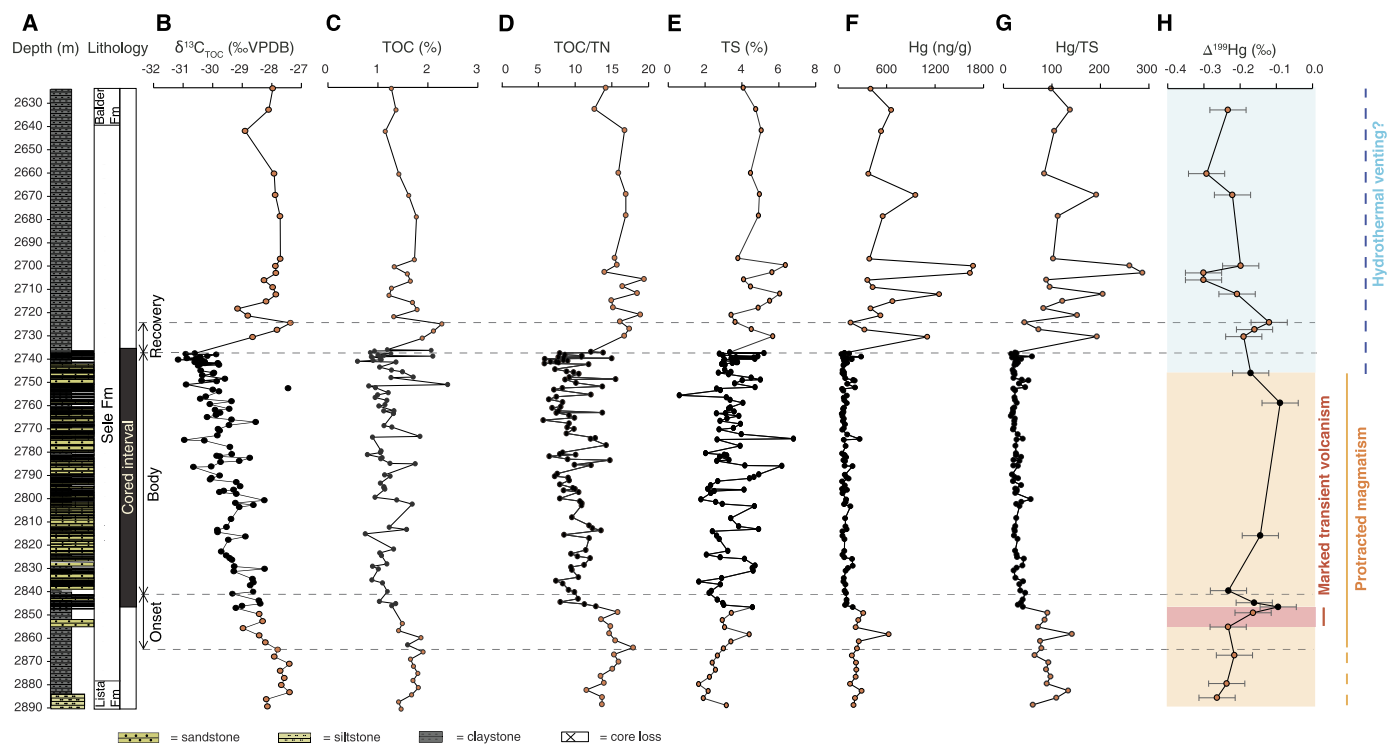 A B C D E F G H
Depth (m) Lithology δ13CTOC (‰VPDB) TOC (%) TOC/TN TS (%) Hg (ng/g) Hg/TS Δ199Hg (‰)
-32 -31 -30 -29 -28 -27
0 1 2 3
0 5 10 15 20
0 2 4 6 8
0 600 1200 1800
0 100 200 300
-0.4 -0.3 -0.2 -0.1 0.0
2630
2640
2650
2660
2670
2680
2690
2700
2710
2720
2730
2740
2750
2760
2770
2780
2790
2800
2810
2820
2830
2840
2850
2860
2870
2880
2890
Balder
Fm
Sele Fm
Lista
Fm
Cored interval
Recovery
Body
Onset
Hydrothermal venting?
Marked transient volcanism
Protracted magmatism
= sandstone = siltstone = claystone = core loss